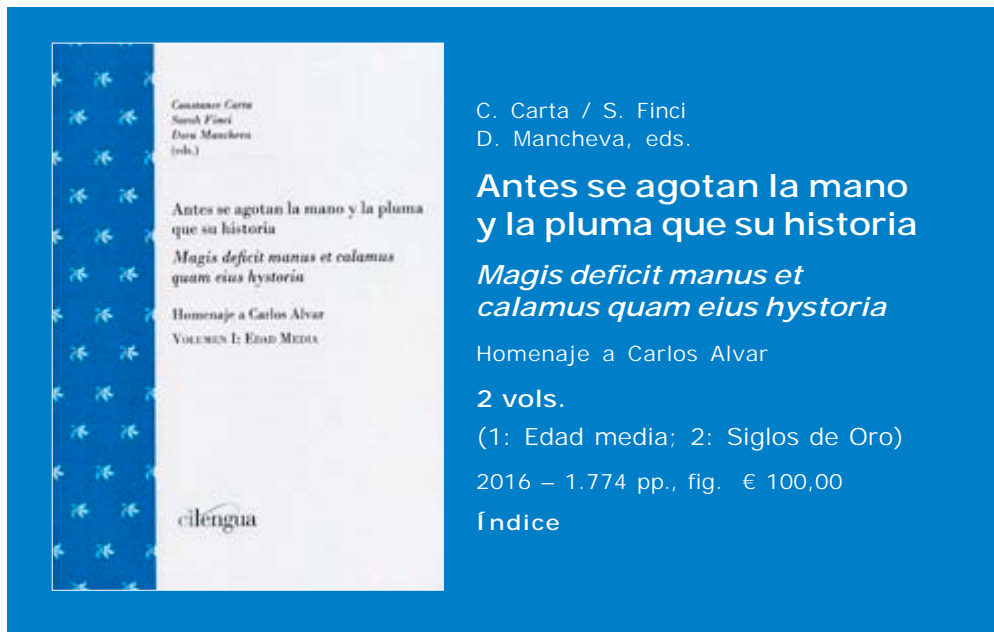 Constance Carta
Sarah Finci
Dora Mancheva
(eds.)
Antes se agotan la mano y la pluma
que su historia
Magis deficit manus et calamus
quam eius hystoria
Homenaje a Carlos Alvar
VOLUMEN I: EDAD MEDIA
cilengua
C. Carta / S. Finci
D. Mancheva, eds.
Antes se agotan la mano
y la pluma que su historia
Magis deficit manus et
calamus quam eius hystoria
Homenaje a Carlos Alvar
2 vols.
(1: Edad media; 2: Siglos de Oro)
2016 – 1.774 pp., fig. € 100,00
Índice